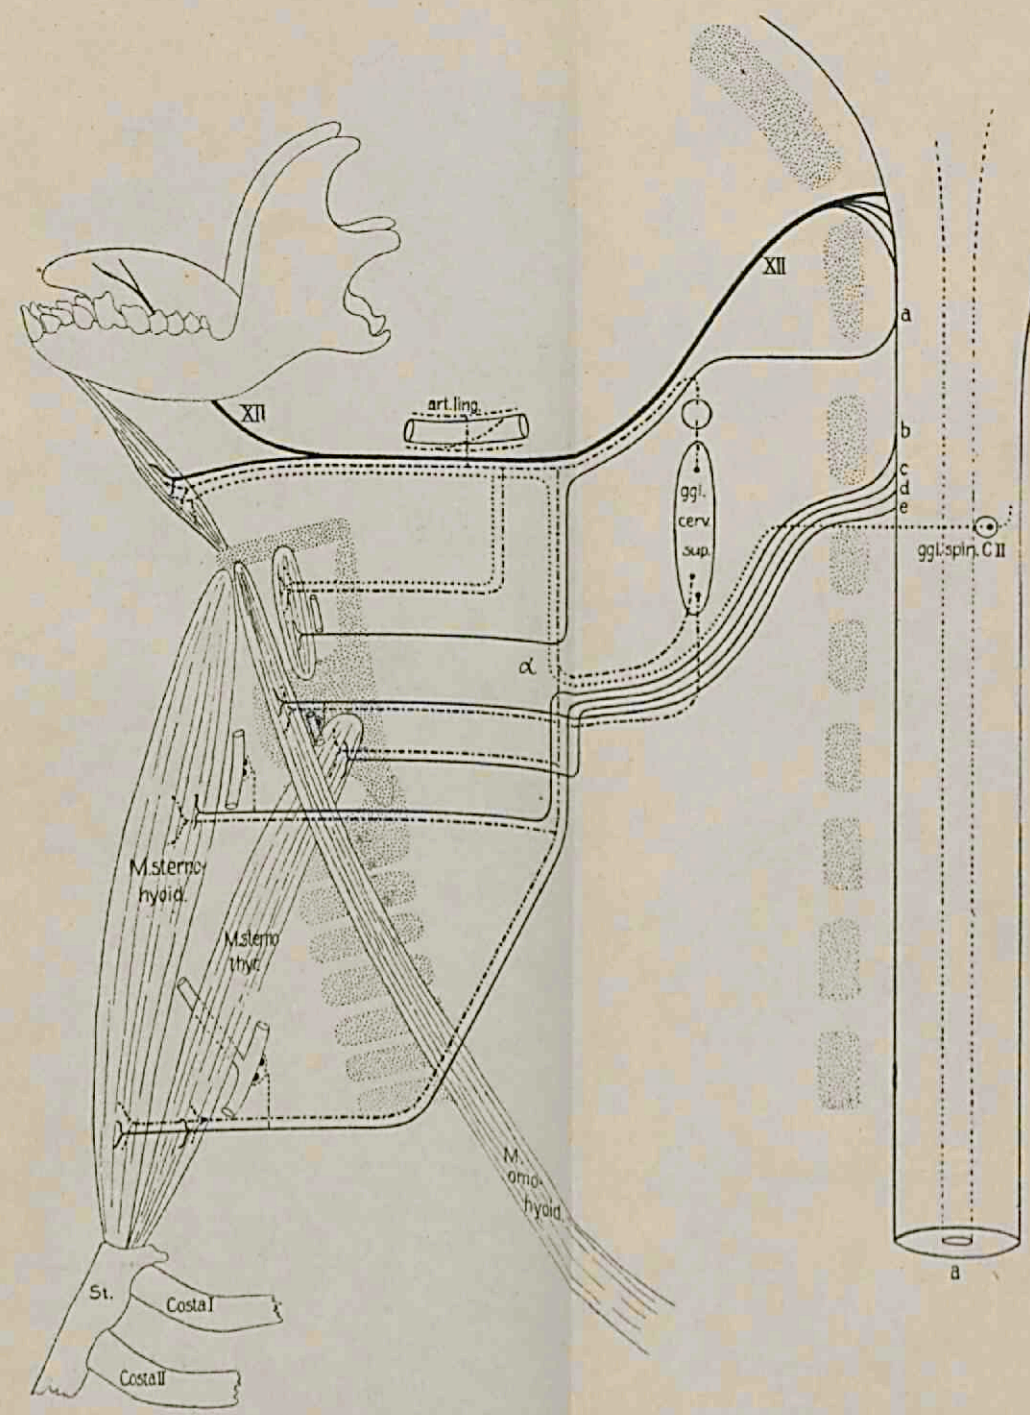 XII
a
XII
art.ling.
b
c
d
e
ggl.
cerv.
sup.
ggl.spin. C II
α
M.sterno-
hyoid.
M.sterno
thyr.
M.
omo-
hyoid.
St.
Costa I
Costa II
a